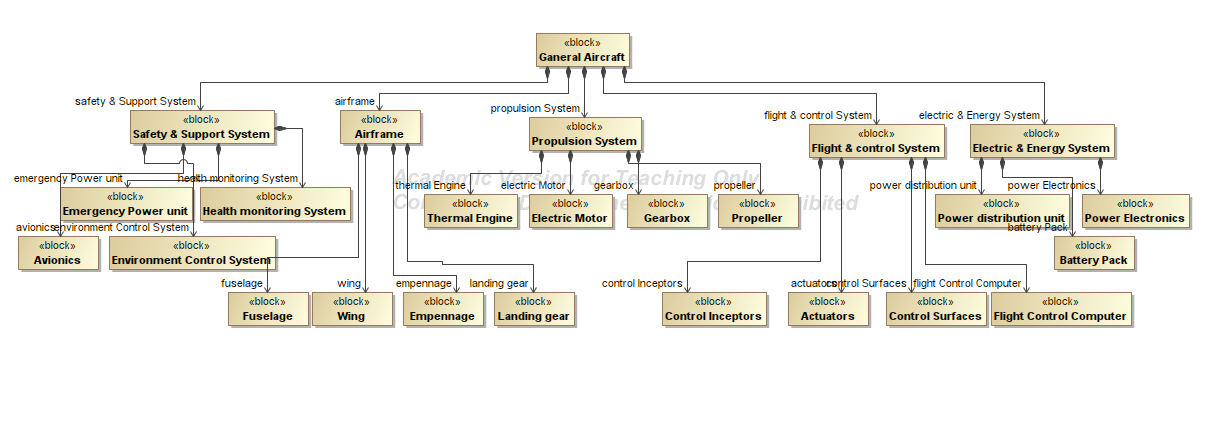 «block»
Ganeral Aircraft
safety & Support System
«block»
Safety & Support System
airframe
«block»
Airframe
propulsion System
«block»
Propulsion System
flight & control System
«block»
Flight & control System
electric & Energy System
«block»
Electric & Energy System
Academic Version for Teaching Only
emergency Power unit
«block»
Emergency Power unit
health monitoring System
«block»
Health monitoring System
thermal Engine
«block»
Thermal Engine
electric Motor
«block»
Electric Motor
gearbox
«block»
Gearbox
propeller
«block»
Propeller
power distribution unit
«block»
Power distribution unit
power Electronics
«block»
Power Electronics
avionics
«block»
Avionics
environment Control System
«block»
Environment Control System
battery Pack
«block»
Battery Pack
fuselage
«block»
Fuselage
wing
«block»
Wing
empennage
«block»
Empennage
landing gear
«block»
Landing gear
control Inceptors
«block»
Control Inceptors
actuators
«block»
Actuators
control Surfaces
«block»
Control Surfaces
flight Control Computer
«block»
Flight Control Computer